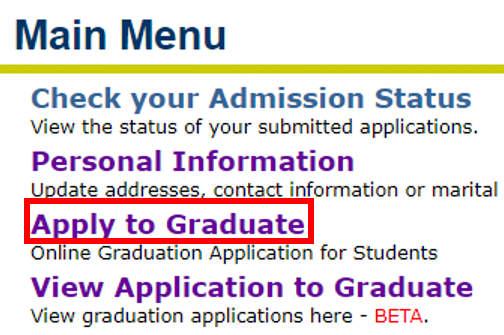 Main Menu
Check your Admission Status
View the status of your submitted applications.
Personal Information
Update addresses, contact information or marital
Apply to Graduate
Online Graduation Application for Students
View Application to Graduate
View graduation applications here - BETA.